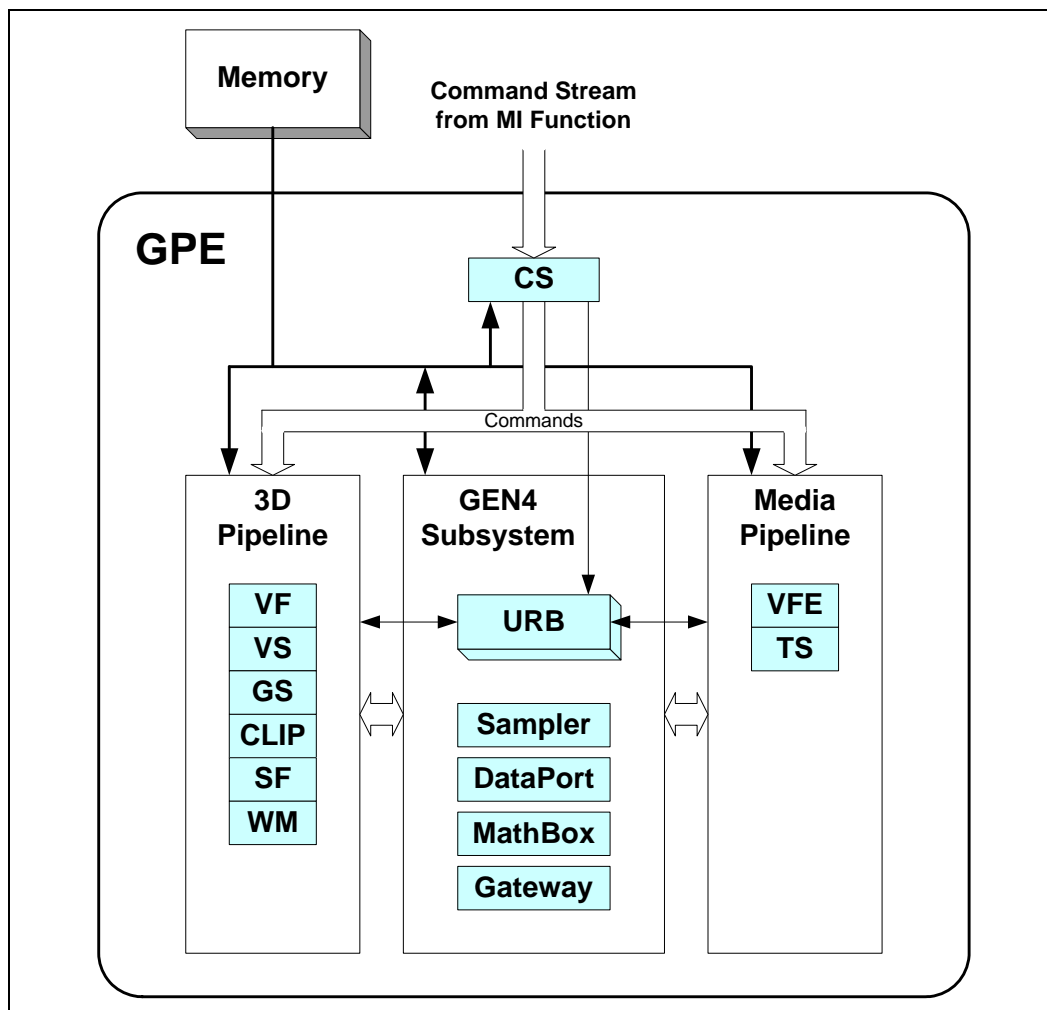 Memory
Command Stream
from MI Function
GPE
CS
Commands
3D
Pipeline
VF
VS
GS
CLIP
SF
WM
GEN4
Subsystem
URB
Sampler
DataPort
MathBox
Gateway
Media
Pipeline
VFE
TS